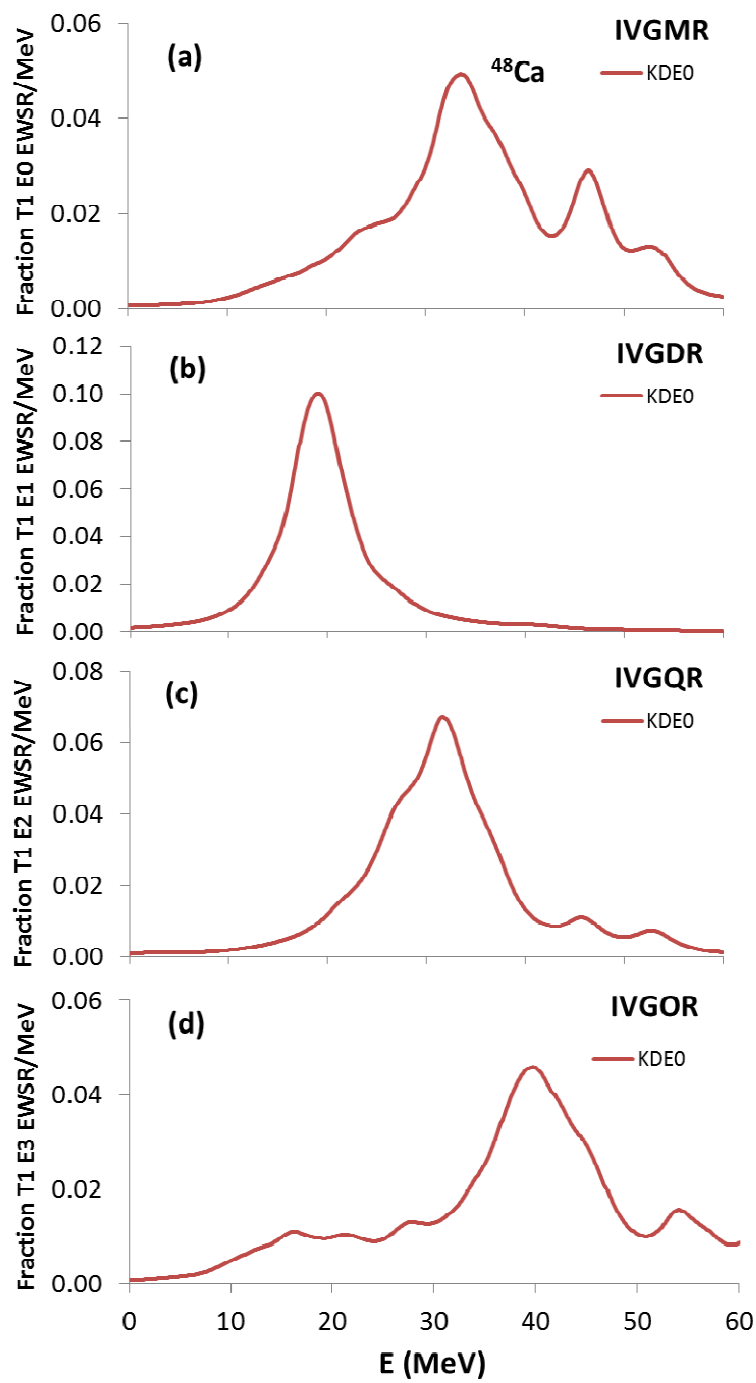 (a)
IVGMR
KDE0
⁴⁸Ca
Fraction T1 E0 EWSR/MeV
0.06
0.04
0.02
0.00
(b)
IVGDR
KDE0
Fraction T1 E1 EWSR/MeV
0.12
0.10
0.08
0.06
0.04
0.02
0.00
(c)
IVGQR
KDE0
Fraction T1 E2 EWSR/MeV
0.08
0.06
0.04
0.02
0.00
(d)
IVGOR
KDE0
Fraction T1 E3 EWSR/MeV
0.06
0.04
0.02
0.00
0 10 20 30 40 50 60
E (MeV)